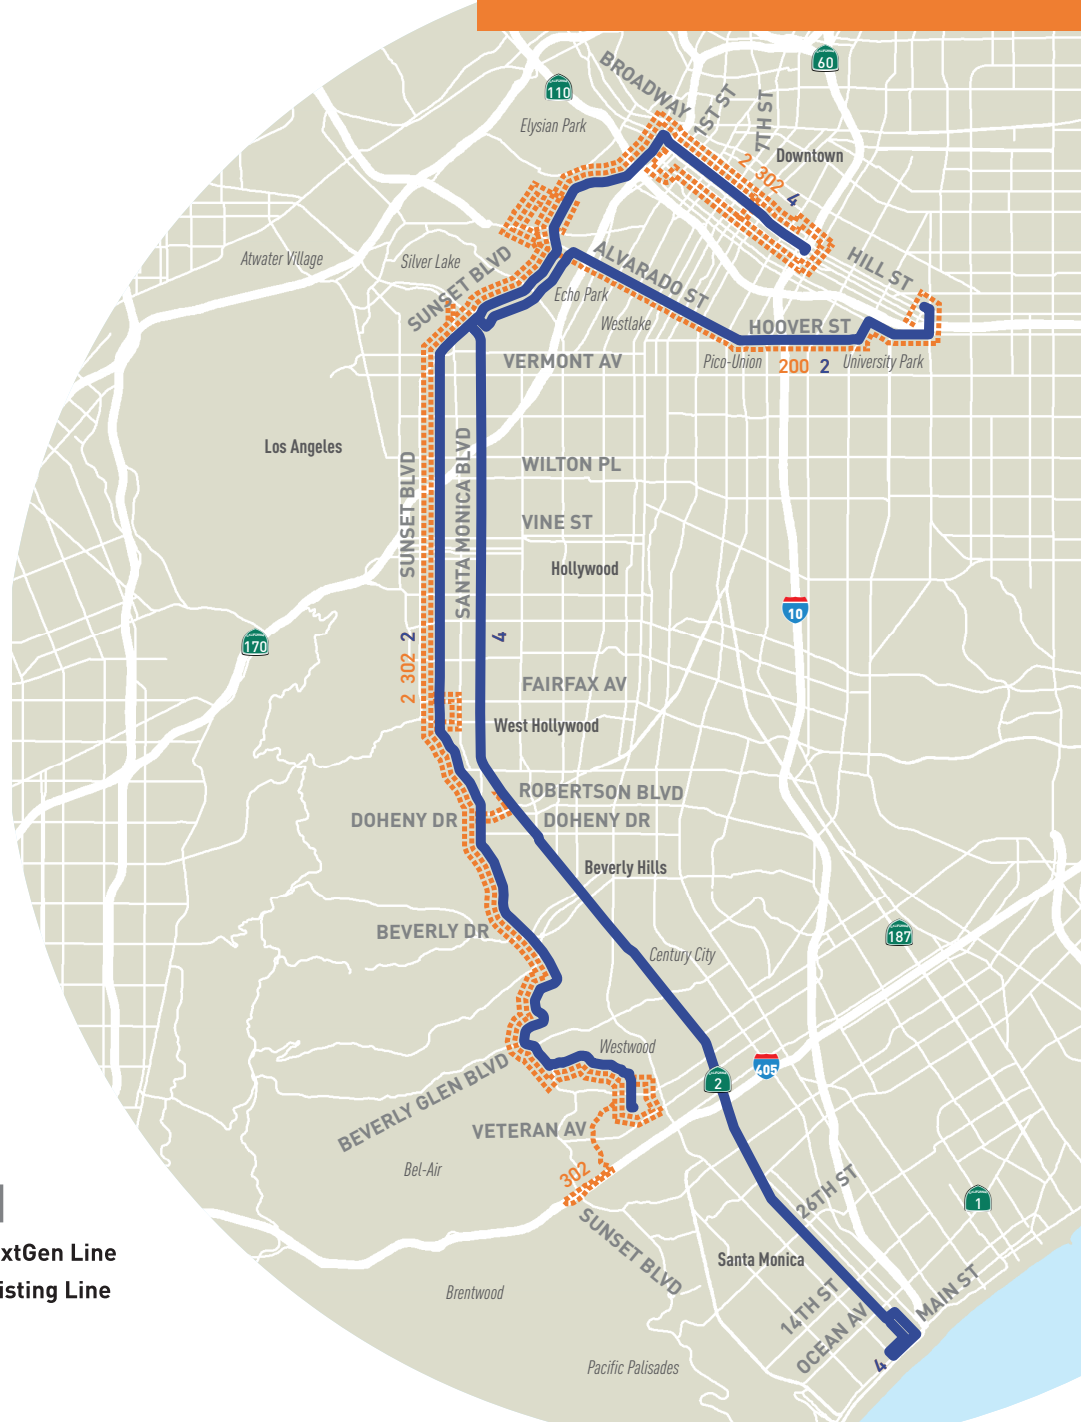 60
110
BROADWAY
1ST ST
7TH ST
Elysian Park
Downtown
2 302 4
Atwater Village
Silver Lake
SUNSET BLVD
ALVARADO ST
HILL ST
Echo Park
Westlake
HOOVER ST
VERMONT AV
Pico-Union
University Park
200 2
Los Angeles
SUNSET BLVD
SANTA MONICA BLVD
WILTON PL
VINE ST
Hollywood
10
170
2 302 2
4
FAIRFAX AV
West Hollywood
ROBERTSON BLVD
DOHENY DR
DOHENY DR
Beverly Hills
BEVERLY DR
187
Century City
Westwood
405
2
BEVERLY GLEN BLVD
VETERAN AV
Bel-Air
302
26TH ST
1
SUNSET BLVD
xtGen Line
isting Line
Santa Monica
Brentwood
14TH ST
OCEAN AV
MAIN ST
4
Pacific Palisades